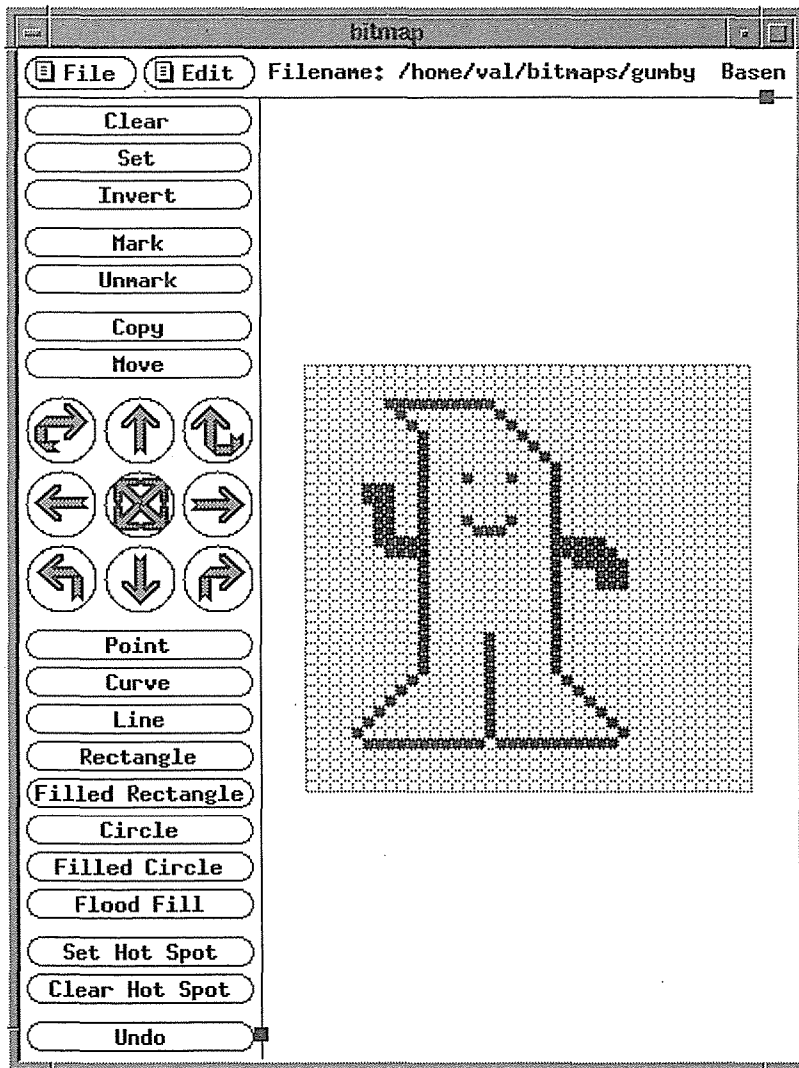 bitmap
File Edit Filename: /home/val/bitmaps/gumby Basen
Clear
Set
Invert
Mark
Unmark
Copy
Move
Point
Curve
Line
Rectangle
Filled Rectangle
Circle
Filled Circle
Flood Fill
Set Hot Spot
Clear Hot Spot
Undo